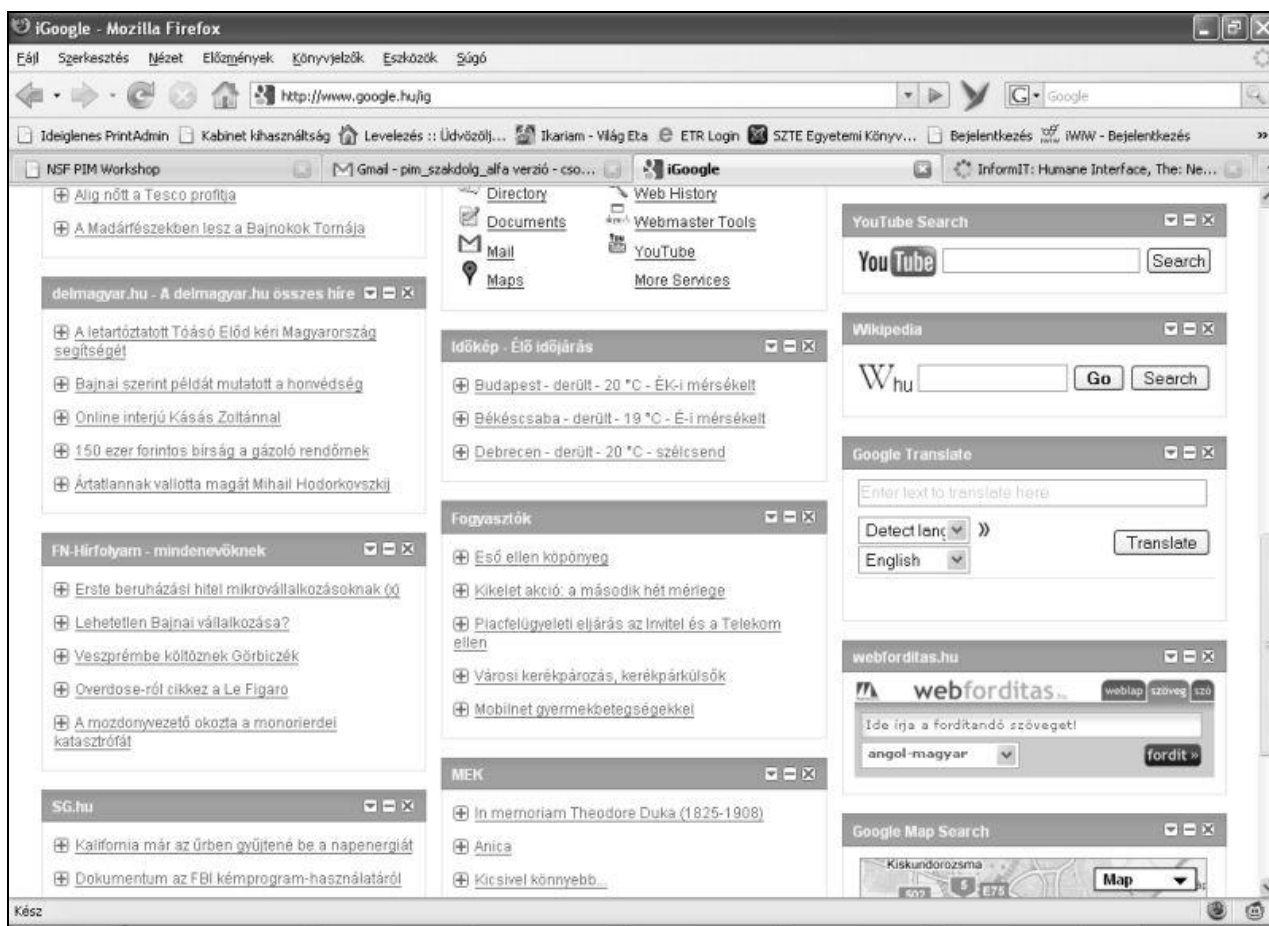 iGoogle - Mozilla Firefox
Fájl Szerkesztés Nézet Előzmények Könyvjelzők Eszközök Súgó
http://www.google.hu/ig
G Google
Ideiglenes PrintAdmin Kabinet kihasználtság Levelezés :: Üdvözölj... Ikariam - Világ Eta ETR Login SZTE Egyetemi Könyv... Bejelentkezés iWiW - Bejelentkezés »
NSF PIM Workshop
Gmail - pim_szakdolg_alfa verzió - cso...
iGoogle
InformIT: Humane Interface, The: Ne...
Alig nőtt a Tesco profitja
A Madárfészekben lesz a Bajnokok Tornája
delmagyar.hu - A delmagyar.hu összes híre
A letartóztatott Tóásó Előd kéri Magyarország
segítségét
Bajnai szerint példát mutatott a honvédség
Online interjú Kásás Zoltánnal
150 ezer forintos bírság a gázoló rendőrnek
Ártatlannak vallotta magát Mihail Hodorkovszkij
FN-Hírfolyam - mindenevőknek
Erste beruházási hitel mikrovállalkozásoknak (x)
Lehetetlen Bajnai vállalkozása?
Veszprémbe költöznek Görbiczék
Overdose-ról cikkez a Le Figaro
A mozdonyvezető okozta a monorierdei
katasztrófát
SG.hu
Kalifornia már az űrben gyűjtené be a napenergiát
Dokumentum az FBI kémprogram-használatáról
Directory
Web History
Documents
Webmaster Tools
Mail
YouTube
Maps
More Services
Időkép - Élő időjárás
Budapest - derült - 20 °C - ÉK-i mérsékelt
Békéscsaba - derült - 19 °C - É-i mérsékelt
Debrecen - derült - 20 °C - szélcsend
Fogyasztók
Eső ellen köpönyeg
Kikelet akció: a második hét mérlege
Piacfelügyeleti eljárás az Invitel és a Telekom
ellen
Városi kerékpározás, kerékpárkülsők
Mobilnet gyermekbetegségekkel
MEK
In memoriam Theodore Duka (1825-1908)
Anica
Kicsivel könnyebb...
YouTube Search
YouTube Search
Wikipedia
W hu Go Search
Google Translate
Enter text to translate here
Detect lang »
English
Translate
webforditas.hu
webforditas weblap szöveg szó
Ide írja a fordítandó szöveget!
angol-magyar fordít »
Google Map Search
Kiskundorozsma
502 5 E75
Map
Kész